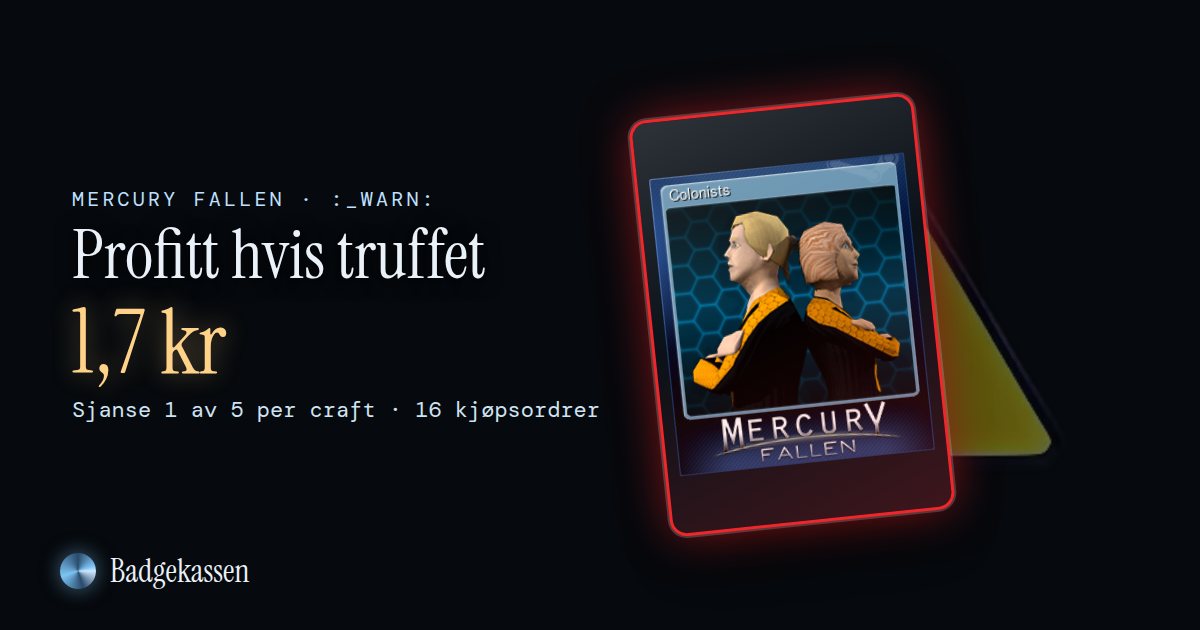 MERCURY FALLEN · :_WARN:
Profitt hvis truffet
1,7 kr
Sjanse 1 av 5 per craft · 16 kjøpsordrer
Colonists
MERCURY
FALLEN
Badgekassen